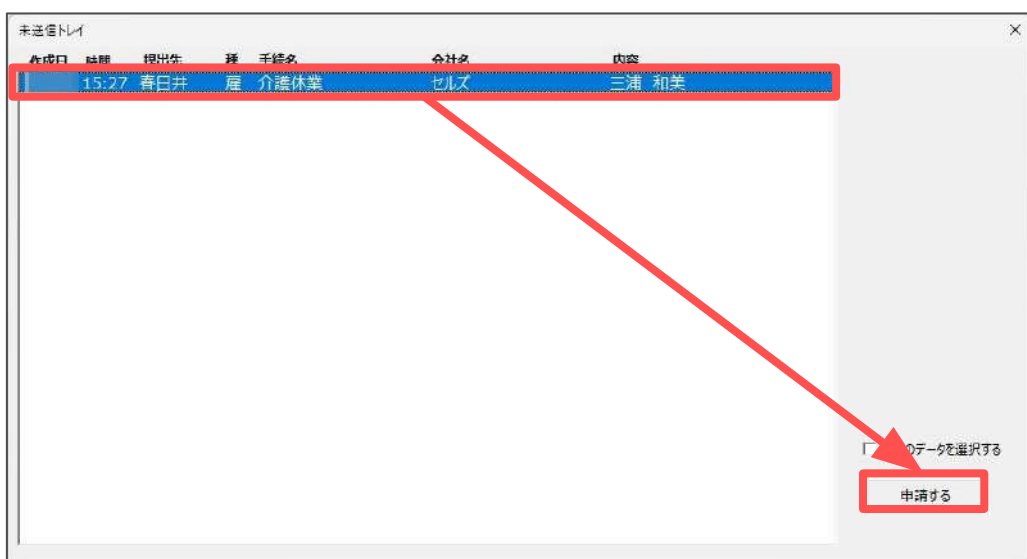 未送信トレイ
作成日 時間 提出先 種 手続名 会社名 内容
15:27 春日井 雇 介護休業 セルズ 三浦 和美
のデータを選択する
申請する